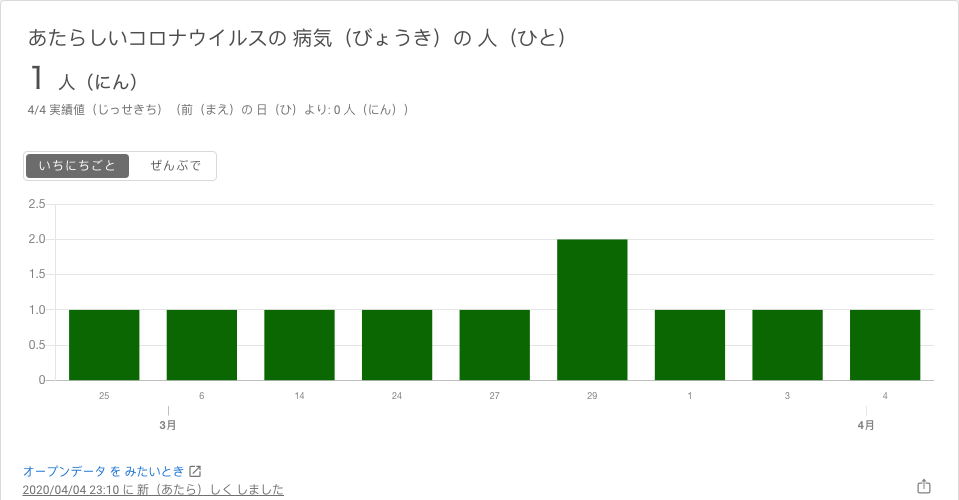 あたらしいコロナウイルスの 病気（びょうき）の 人（ひと）
1 人（にん）
4/4 実績値（じっせきち）（前（まえ）の 日（ひ）より: 0 人（にん））
いちにちごと ぜんぶで
2.5
2.0
1.5
1.0
0.5
0
25 6 14 24 27 29 1 3 4
3月 4月
オープンデータ を みたいとき
2020/04/04 23:10 に 新（あたら）しく しました